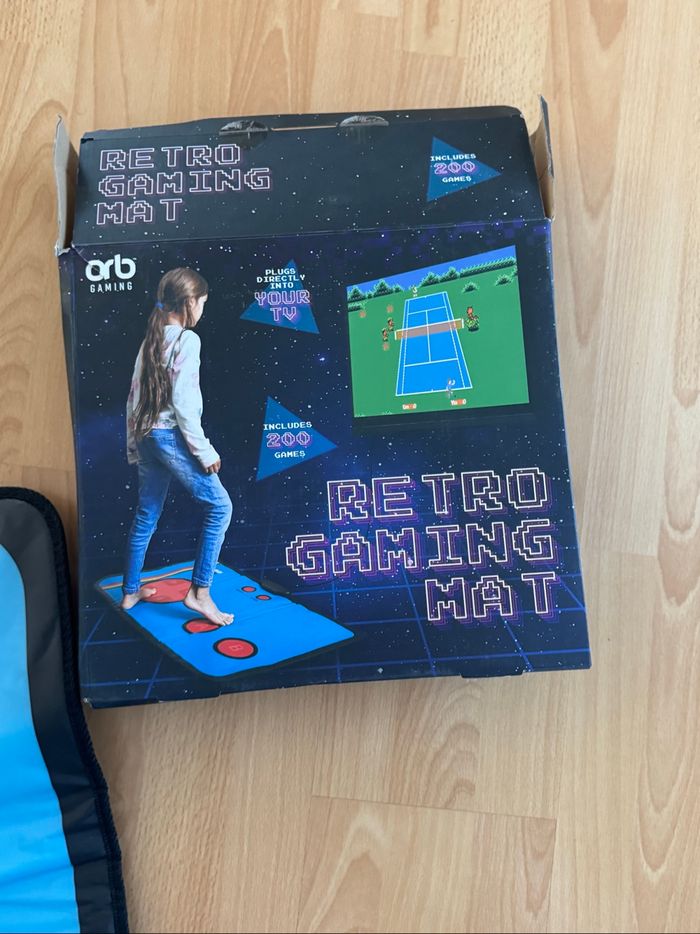 RETRO
GAMING
MAT
INCLUDES
200
GAMES
orb
GAMING
PLUGS
DIRECTLY
INTO
YOUR
TV
INCLUDES
200
GAMES
RETRO
GAMING
MAT
A
B